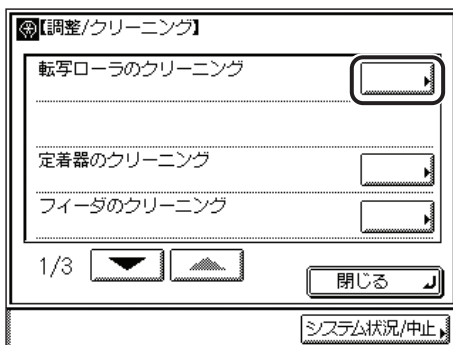 【調整/クリーニング】
転写ローラのクリーニング
定着器のクリーニング
フィーダのクリーニング
1/3
閉じる
システム状況/中止